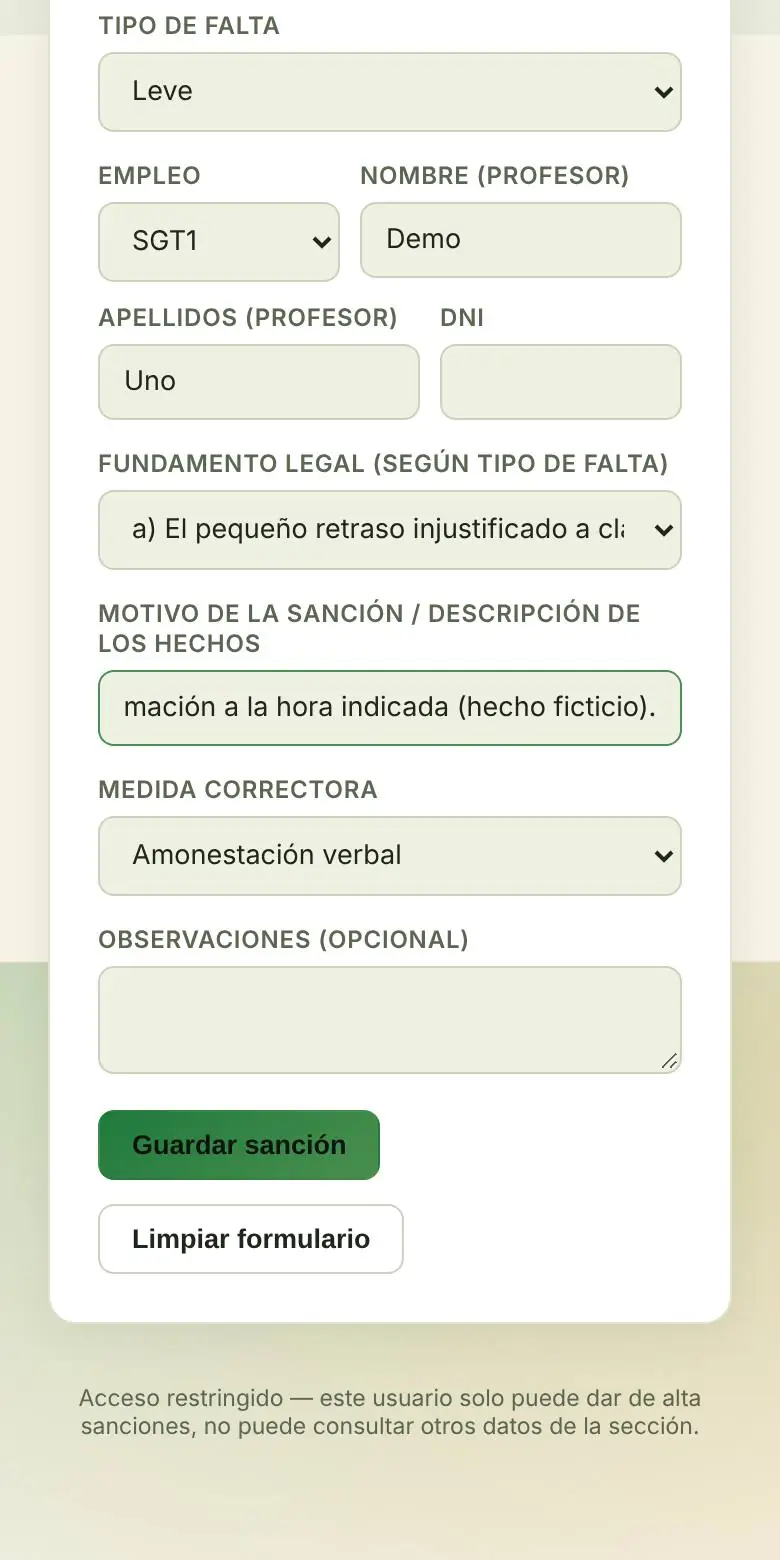 TIPO DE FALTA
Leve
EMPLEO
NOMBRE (PROFESOR)
SGT1
Demo
APELLIDOS (PROFESOR)
DNI
Uno
FUNDAMENTO LEGAL (SEGÚN TIPO DE FALTA)
a) El pequeño retraso injustificado a cla
MOTIVO DE LA SANCIÓN / DESCRIPCIÓN DE
LOS HECHOS
mación a la hora indicada (hecho ficticio).
MEDIDA CORRECTORA
Amonestación verbal
OBSERVACIONES (OPCIONAL)
Guardar sanción
Limpiar formulario
Acceso restringido — este usuario solo puede dar de alta
sanciones, no puede consultar otros datos de la sección.